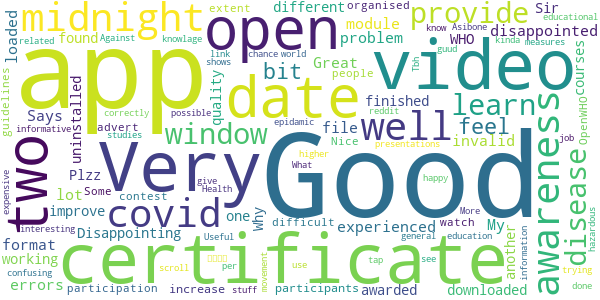 midnight
open
provide
Sir
extent
different
organised
module
Asibone
educational
Against
know
knowlage
measures
loaded
related
found
link
chance
world
problem
WHO
disappointed
shows
Great
people
Tbh
kinda
guidelines
app
video
date
bit
quality
finished
learn
courses
OpenWHO
Says
uninstalled
advert
studies
correctly
possible
reddit
guud
informative
epidamic
file
invalid
presentations
What
higher
Nice
window
well
feel
disease
job
awareness
hazardous
two
Very
Good
Plzz
Some
give
Health
contest
lot
improve
covid
one
Why
difficult
My
watch
happy
More
expensive
interesting
Disappointing
experienced
another
trying
format
Useful
general
education
information
working
confusing
certificate
errors
scroll
per
movement
use
tap
see
done
participation
increase
stuff
participants
awarded
downloaded